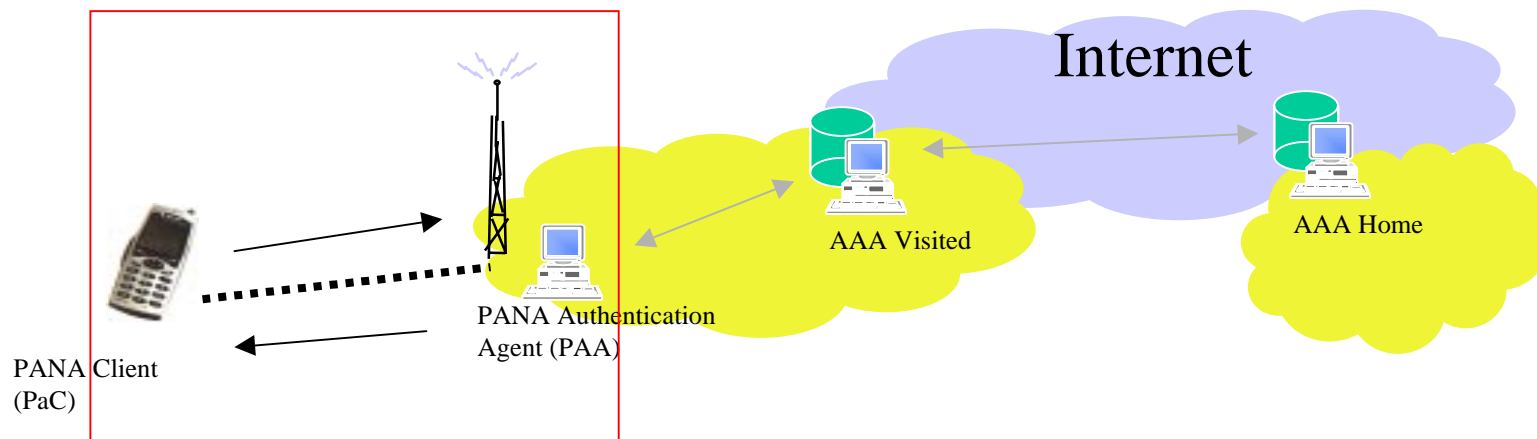 Internet
AAA Visited
AAA Home
PANA Authentication
Agent (PAA)
PANA Client
(PaC)